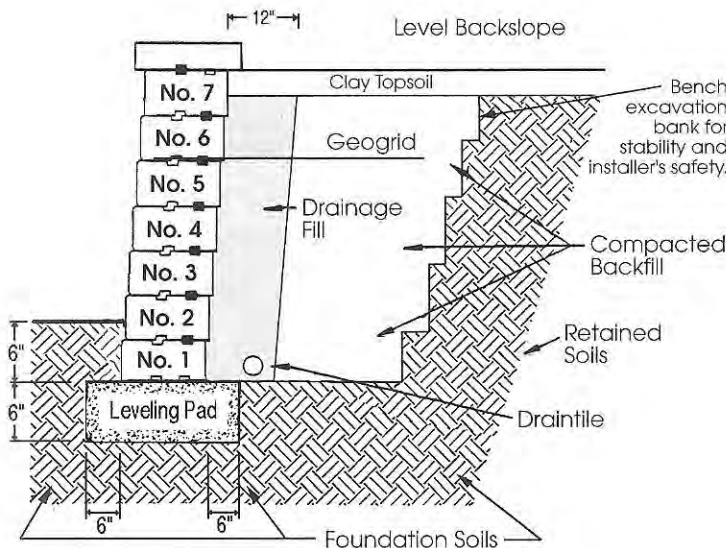 12"
Level Backslope
Clay Topsoil
No. 7
Bench
excavation
bank for
stability and
installer's safety.
No. 6
Geogrid
No. 5
Drainage
Fill
No. 4
Compacted
Backfill
No. 3
No. 2
Retained
Soils
6"
No. 1
6"
Leveling Pad
Draintile
6"
6"
Foundation Soils